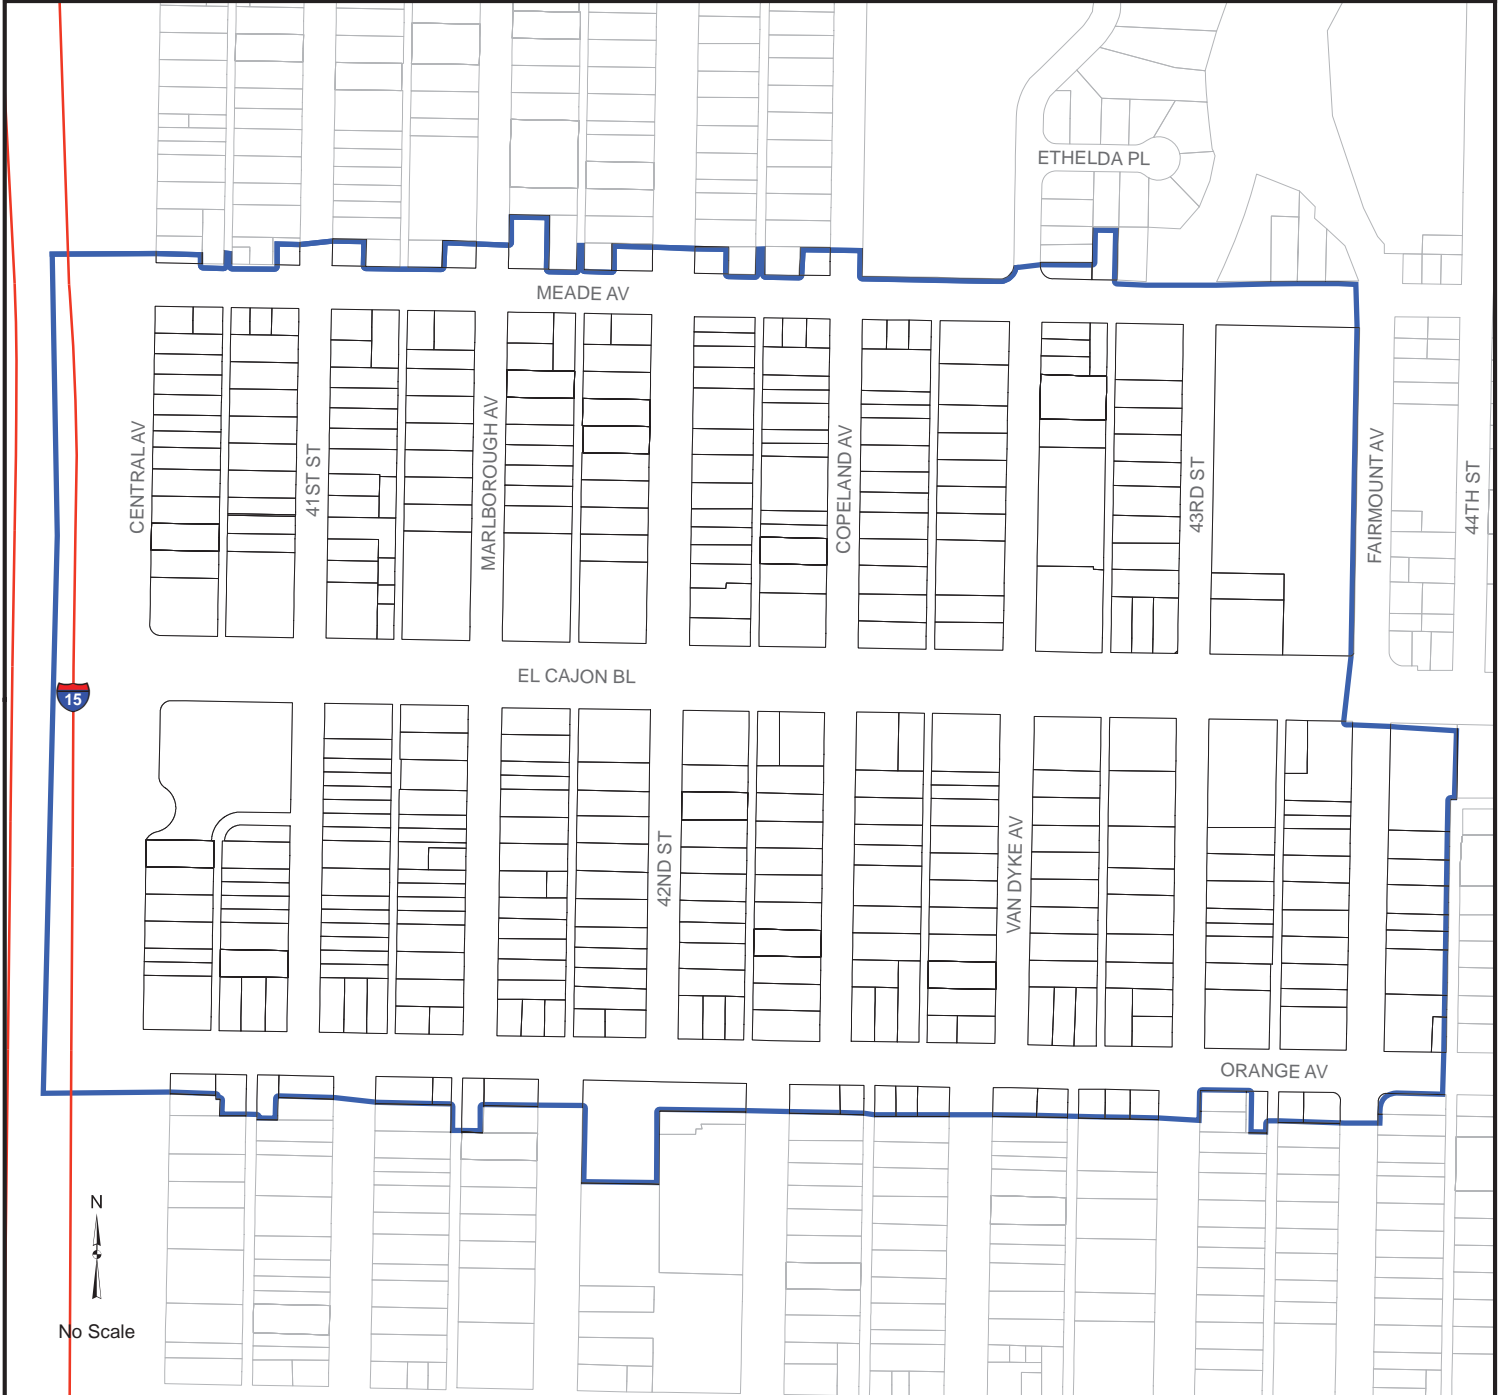 ETHELDA PL
MEADE AV
CENTRAL AV
41ST ST
MARLBOROUGH AV
COPELAND AV
43RD ST
FAIRMOUNT AV
44TH ST
EL CAJON BL
15
42ND ST
VAN DYKE AV
ORANGE AV
N
No Scale